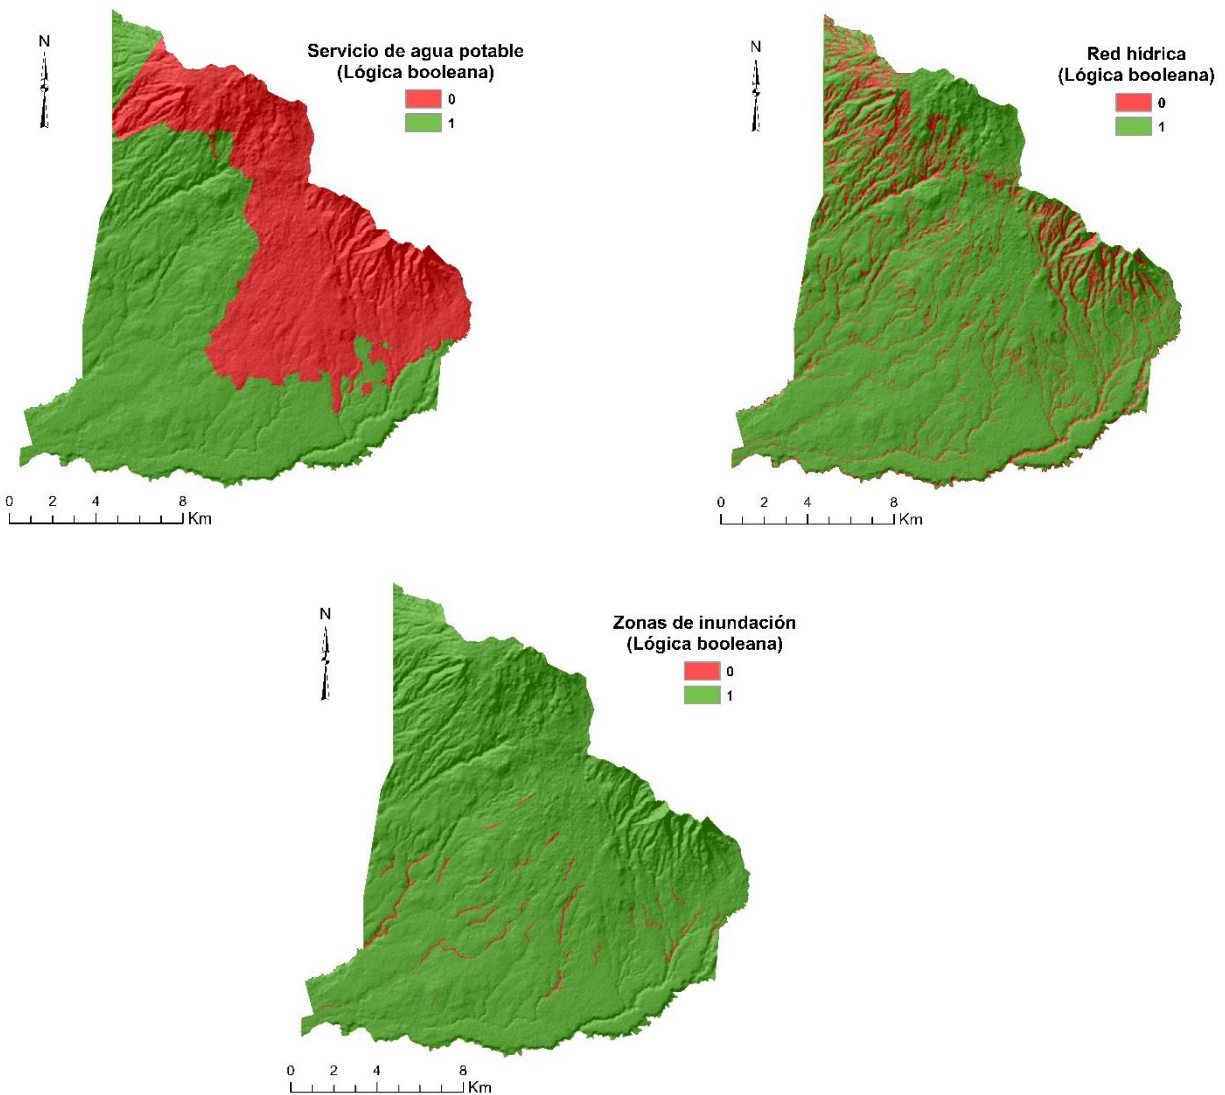 N
Servicio de agua potable
(Lógica booleana)
0
1
0 2 4 8
Km
N
Red hídrica
(Lógica booleana)
0
1
0 2 4 8
Km
N
Zonas de inundación
(Lógica booleana)
0
1
0 2 4 8
Km